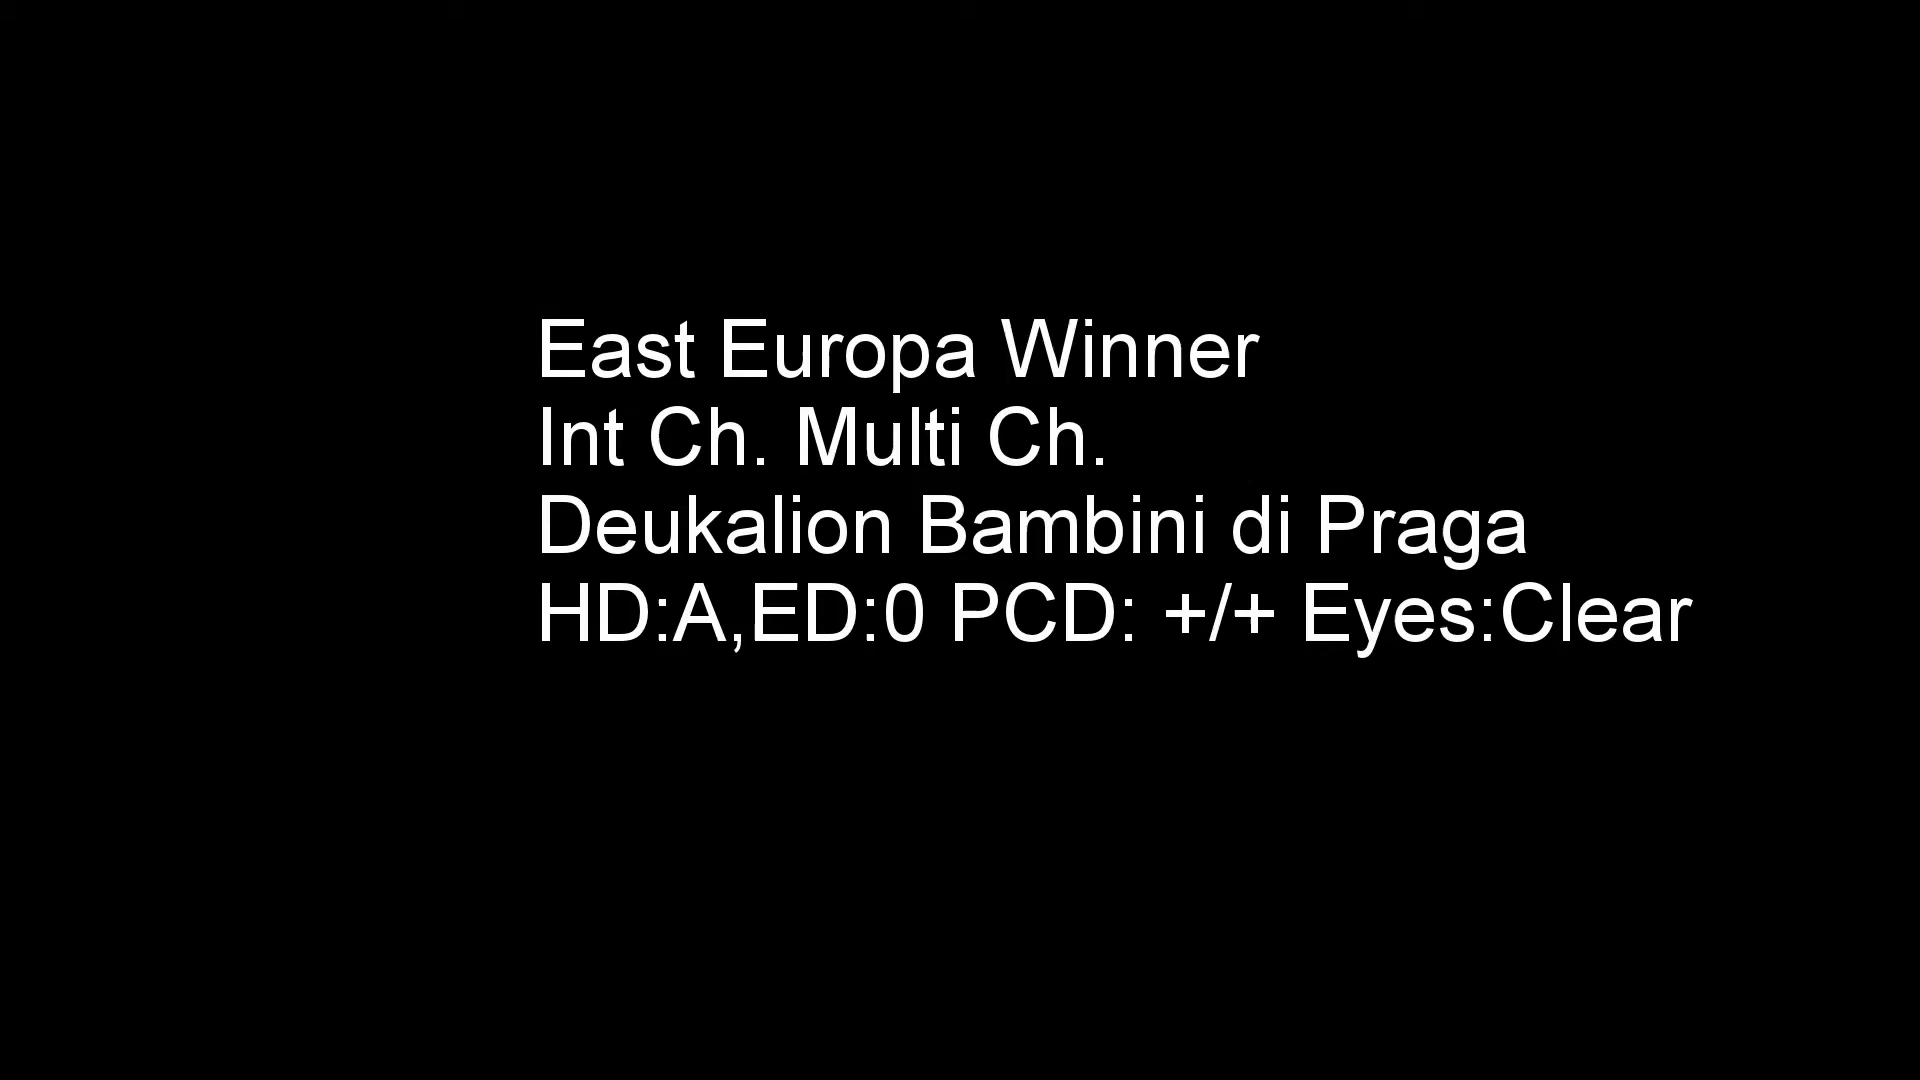 East Europa Winner
Int Ch. Multi Ch.
Deukalion Bambini di Praga
HD:A,ED:0 PCD: +/+ Eyes:Clear